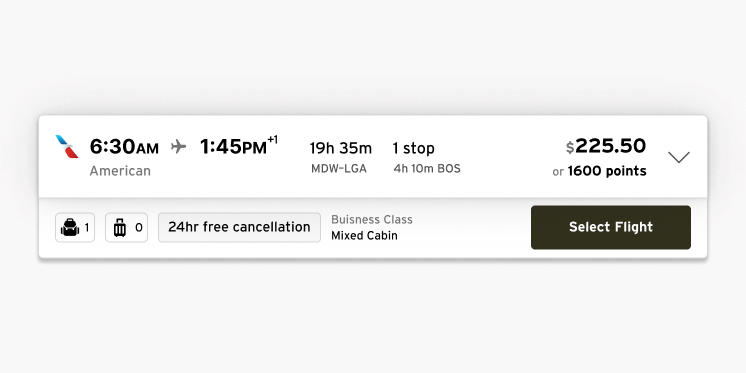 6:30AM 1:45PM+1 19h 35m 1 stop $225.50
American MDW-LGA 4h 10m BOS or 1600 points
1 0 24hr free cancellation Buisness Class Select Flight
Mixed Cabin